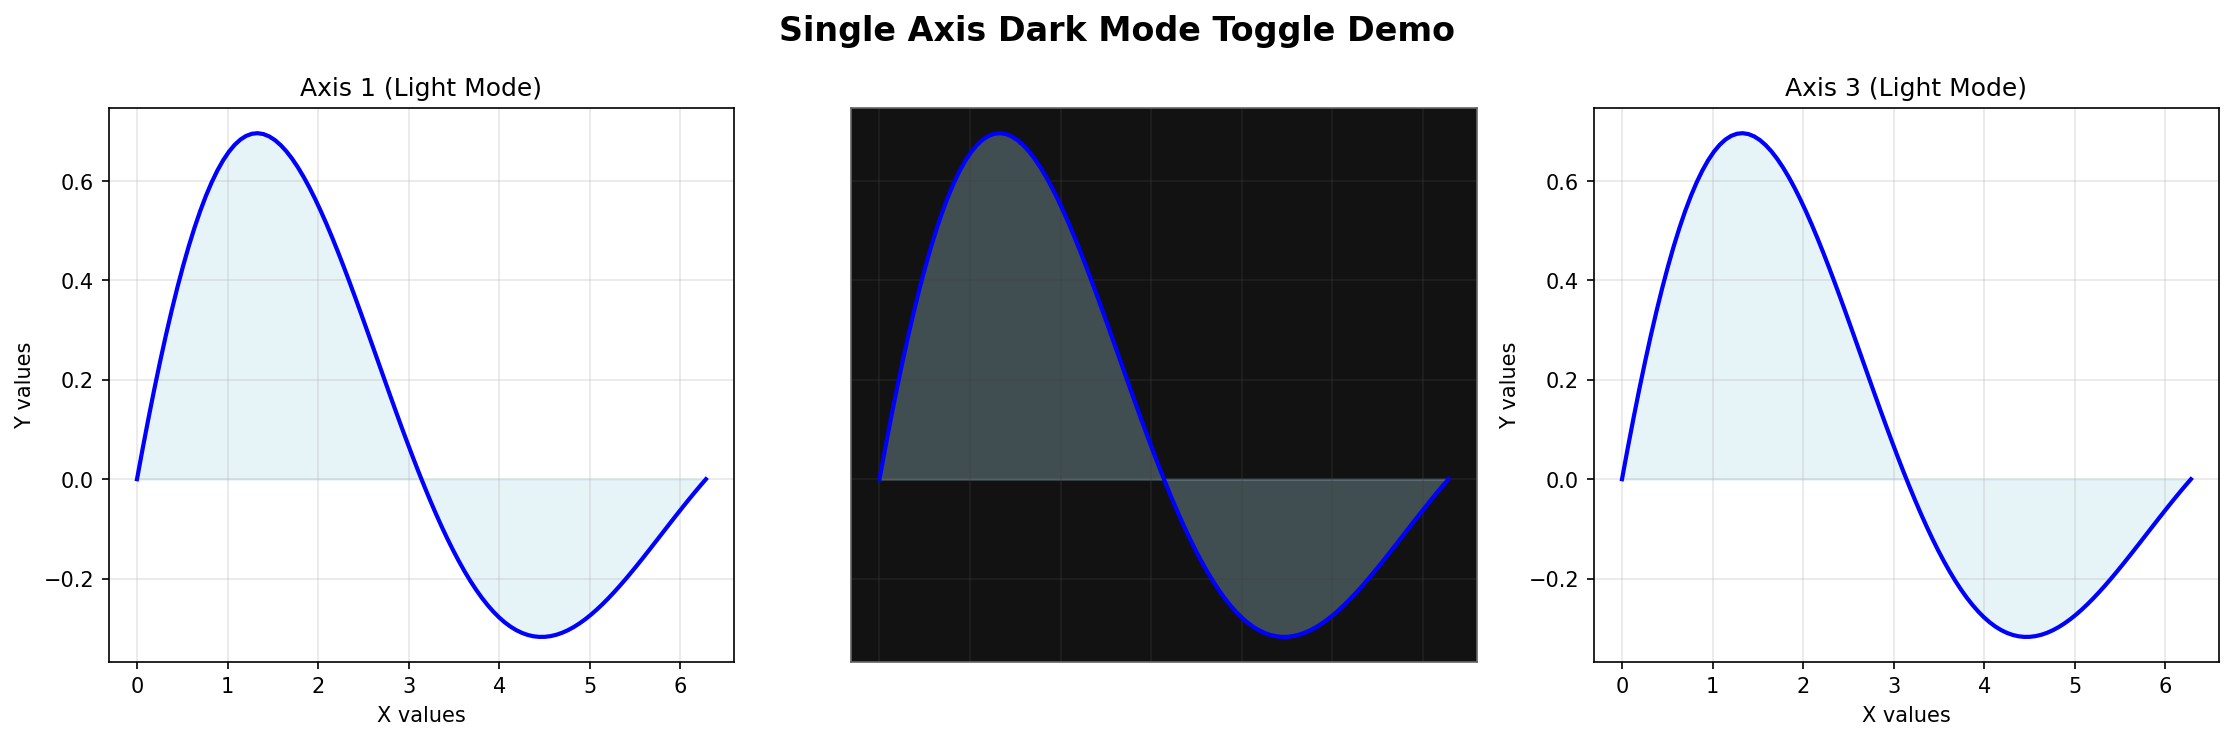 Single Axis Dark Mode Toggle Demo
Axis 1 (Light Mode)
Y values
0.6
0.4
0.2
0.0
−0.2
0 1 2 3 4 5 6
X values
Axis 3 (Light Mode)
Y values
0.6
0.4
0.2
0.0
−0.2
0 1 2 3 4 5 6
X values